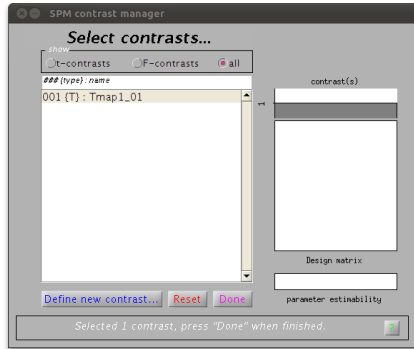 SPM contrast manager
Select contrasts...
show
t-contrasts F-contrasts all
### {type} : name
001 {T} : Tmap1_01
contrast(s)
1
Design matrix
parameter estimability
Define new contrast... Reset Done
Selected 1 contrast, press "Done" when finished.
?